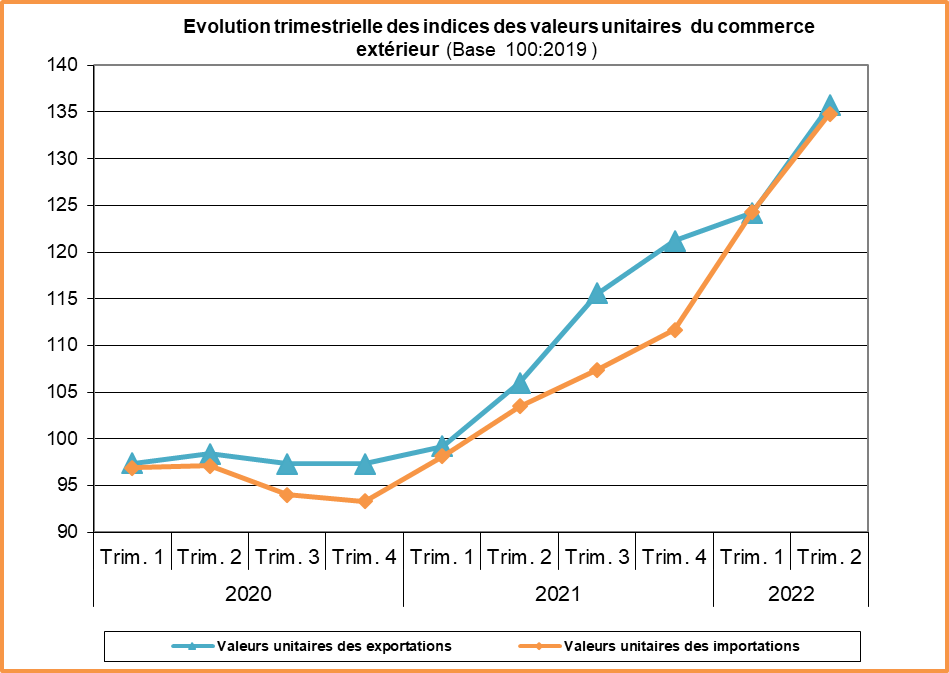 Evolution trimestrielle des indices des valeurs unitaires du commerce
extérieur (Base 100:2019 )
140
135
130
125
120
115
110
105
100
95
90
Trim. 1 Trim. 2 Trim. 3 Trim. 4 Trim. 1 Trim. 2 Trim. 3 Trim. 4 Trim. 1 Trim. 2
2020 2021 2022
Valeurs unitaires des exportations Valeurs unitaires des importations